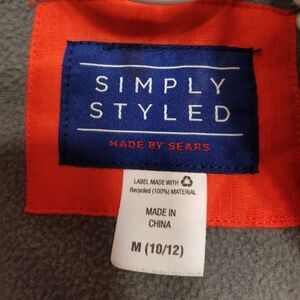 SIMPLY
STYLED
MADE BY SEARS
LABEL MADE WITH
Recycled (100%) MATERIAL
MADE IN
CHINA
M (10/12)